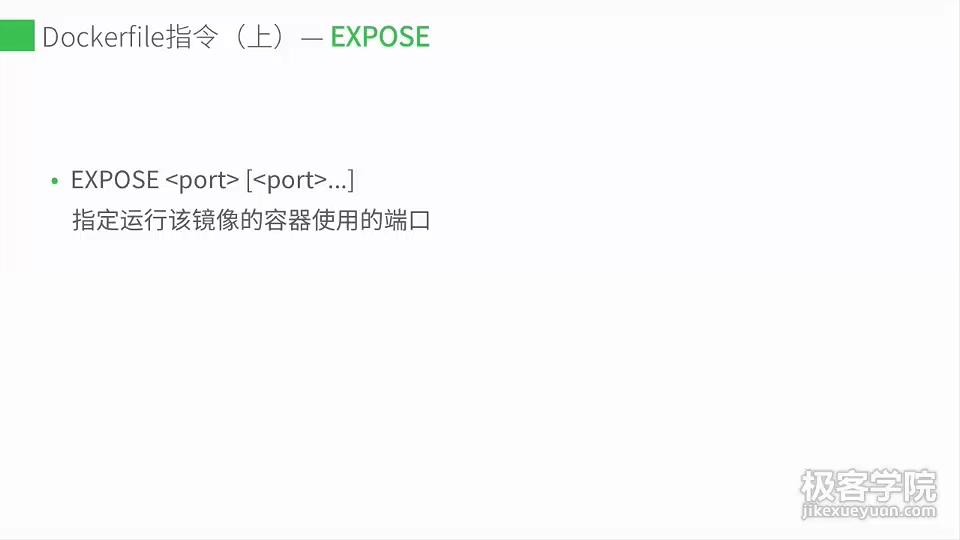 Dockerfile指令（上）— EXPOSE
• EXPOSE <port> [<port>...]
指定运行该镜像的容器使用的端口
极客学院
jikexueyuan.com